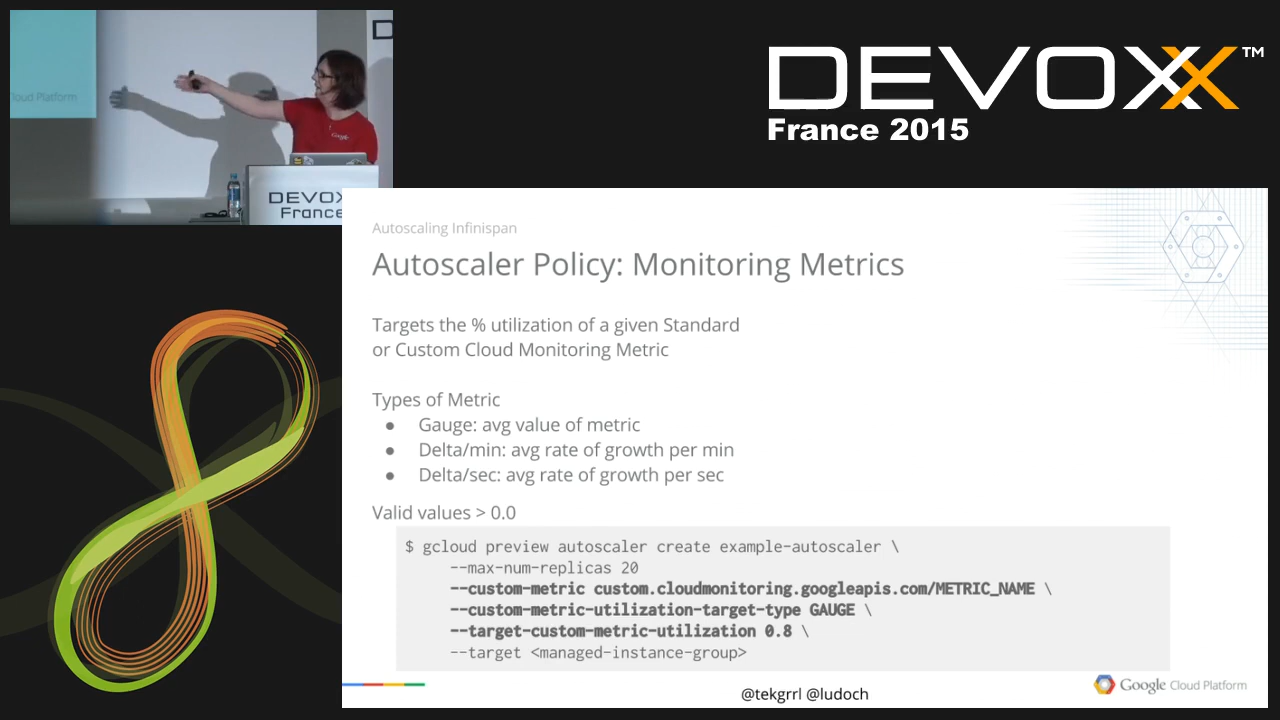 loud Platform
Google
DEVOX
France
DEVOXX™
France 2015
Autoscaling Infinispan
Autoscaler Policy: Monitoring Metrics
Targets the % utilization of a given Standard
or Custom Cloud Monitoring Metric
Types of Metric
● Gauge: avg value of metric
● Delta/min: avg rate of growth per min
● Delta/sec: avg rate of growth per sec
Valid values > 0.0
$ gcloud preview autoscaler create example-autoscaler \
--max-num-replicas 20
--custom-metric custom.cloudmonitoring.googleapis.com/METRIC_NAME \
--custom-metric-utilization-target-type GAUGE \
--target-custom-metric-utilization 0.8 \
--target <managed-instance-group>
@tekgrrl @ludoch
Google Cloud Platform